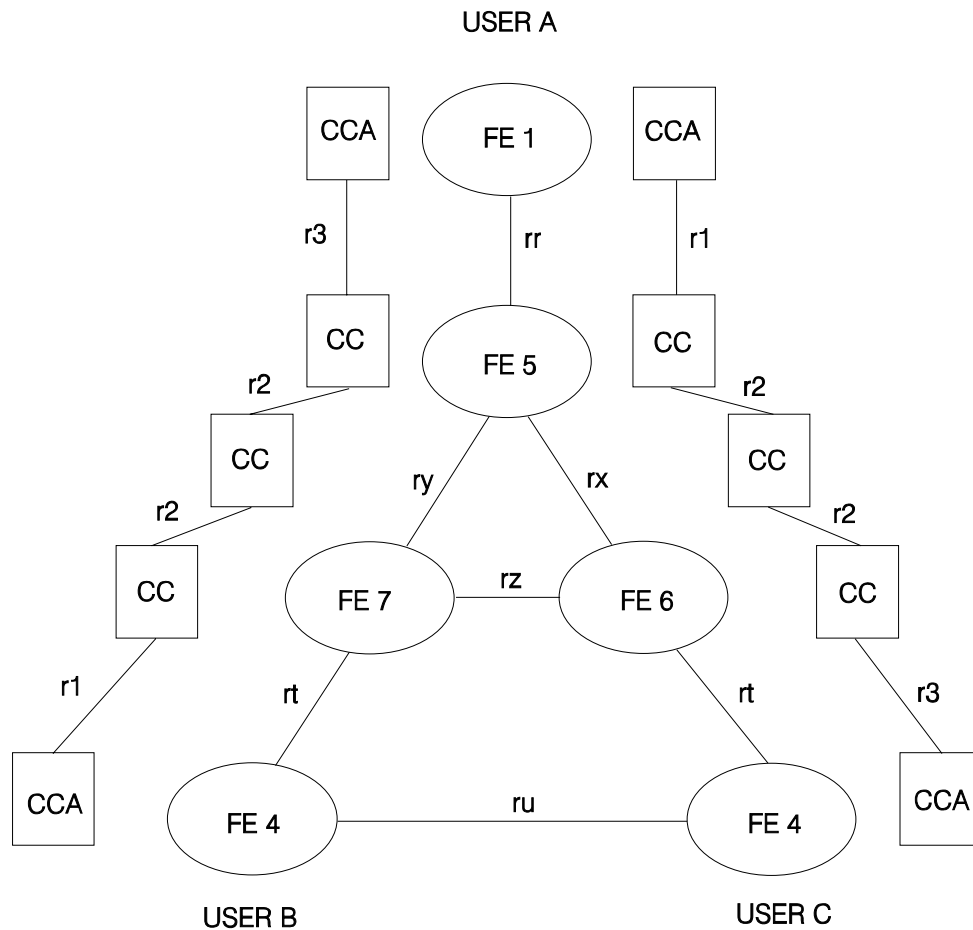 USER A
CCA
FE 1
CCA
r3
rr
r1
CC
FE 5
CC
r2
r2
CC
CC
ry
rx
r2
r2
CC
rz
CC
FE 7
FE 6
r1
rt
rt
r3
CCA
FE 4
ru
FE 4
CCA
USER B
USER C